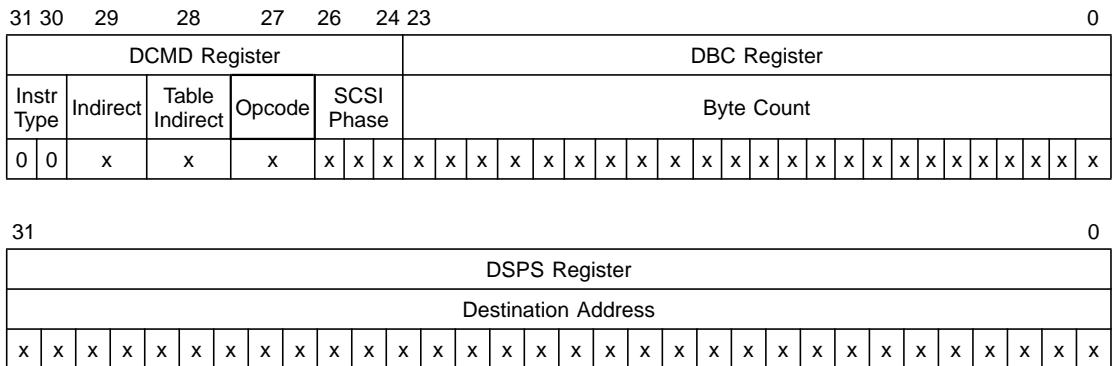 31 30 29 28 27 26 24 23 0
DCMD Register DBC Register
Instr Type Indirect Table Indirect Opcode SCSI Phase Byte Count
0 0 x x x x x x x x x x x x x x x x x x x x x x x x x x x x x x
31 0
DSPS Register
Destination Address
x x x x x x x x x x x x x x x x x x x x x x x x x x x x x x x x